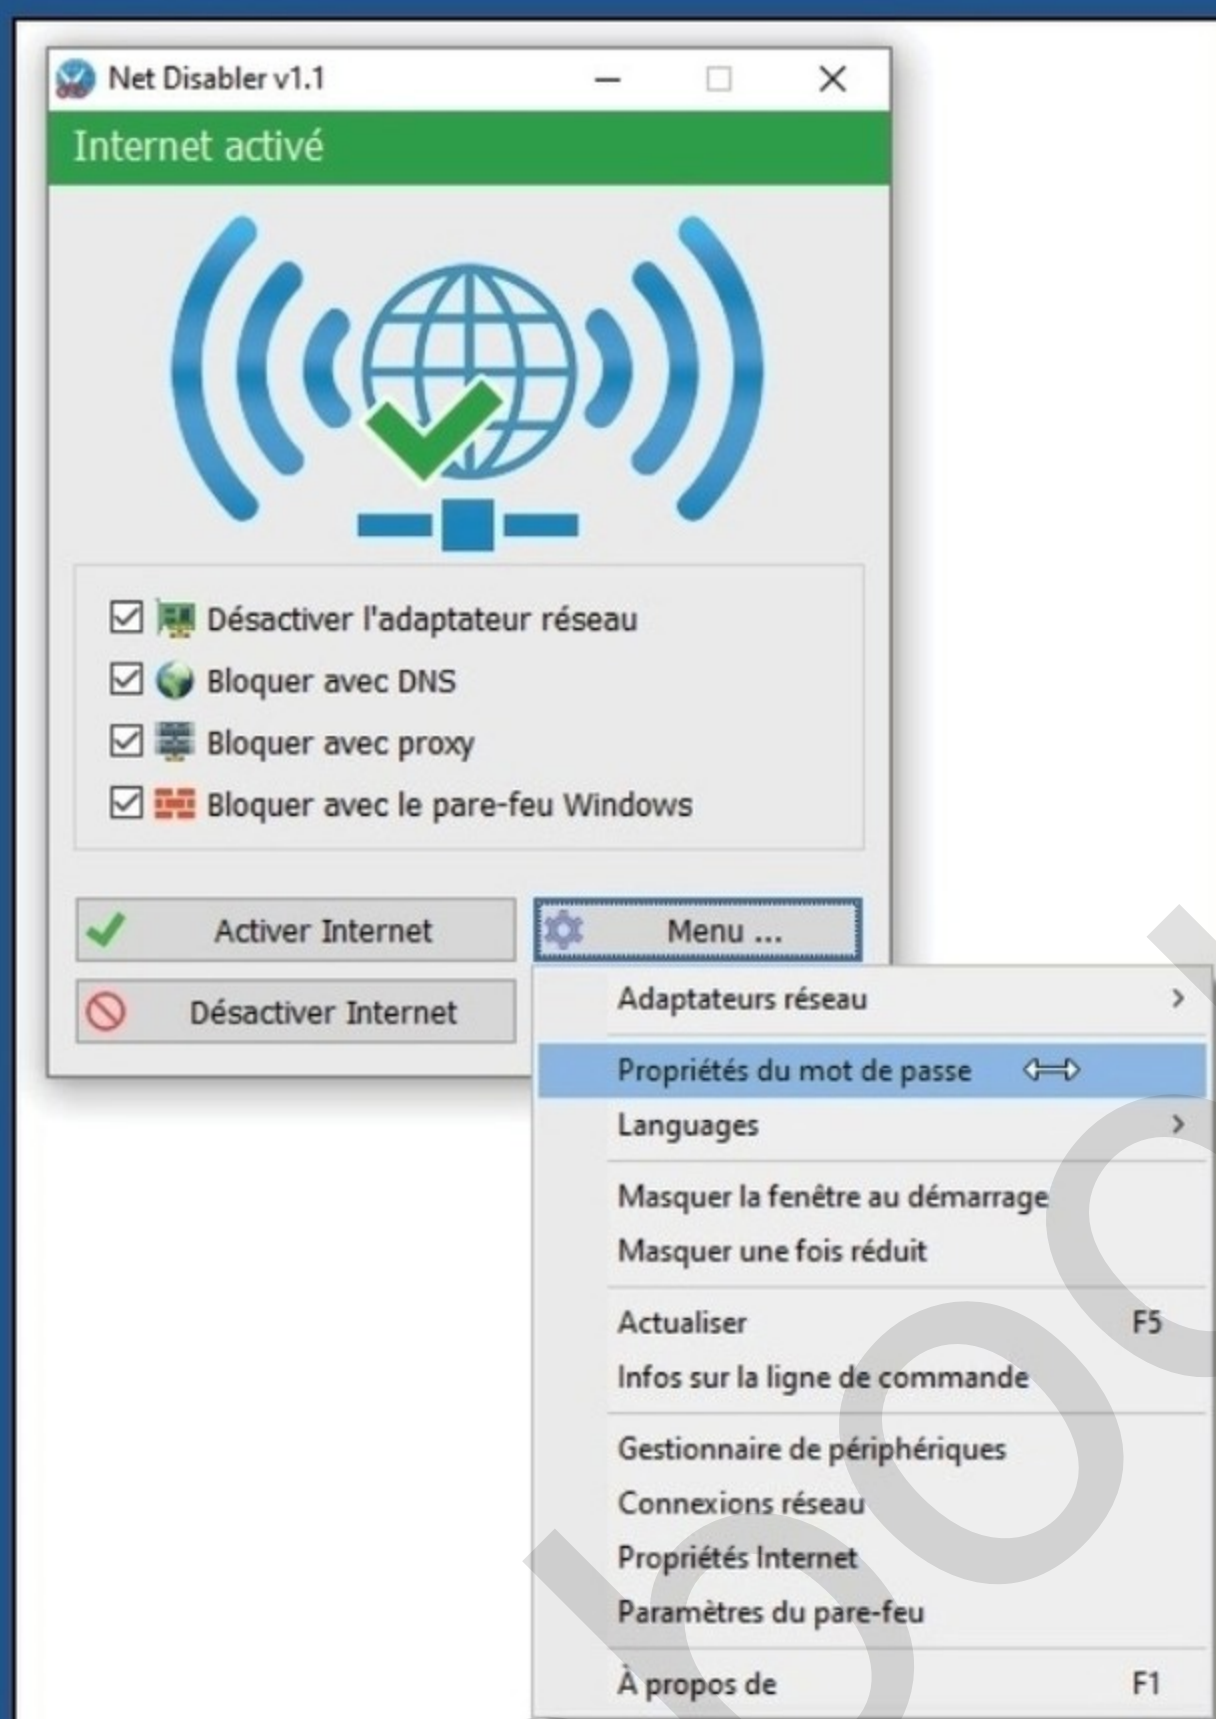 Net Disabler v1.1
Internet activé
Désactiver l'adaptateur réseau
Bloquer avec DNS
Bloquer avec proxy
Bloquer avec le pare-feu Windows
Activer Internet
Menu ...
Désactiver Internet
Adaptateurs réseau
Propriétés du mot de passe
Languages
Masquer la fenêtre au démarrage
Masquer une fois réduit
Actualiser F5
Infos sur la ligne de commande
Gestionnaire de périphériques
Connexions réseau
Propriétés Internet
Paramètres du pare-feu
À propos de F1